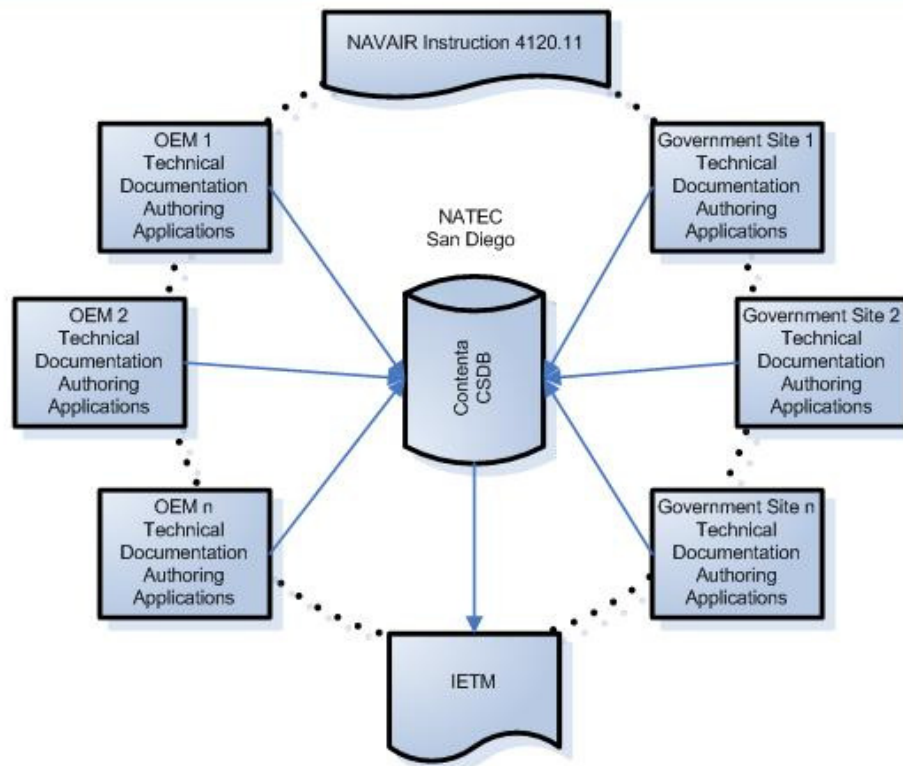 NAVAIR Instruction 4120.11
OEM 1
Technical
Documentation
Authoring
Applications
Government Site 1
Technical
Documentation
Authoring
Applications
NATEC
San Diego
OEM 2
Technical
Documentation
Authoring
Applications
Contenta
CSDB
Government Site 2
Technical
Documentation
Authoring
Applications
OEM n
Technical
Documentation
Authoring
Applications
Government Site n
Technical
Documentation
Authoring
Applications
IETM